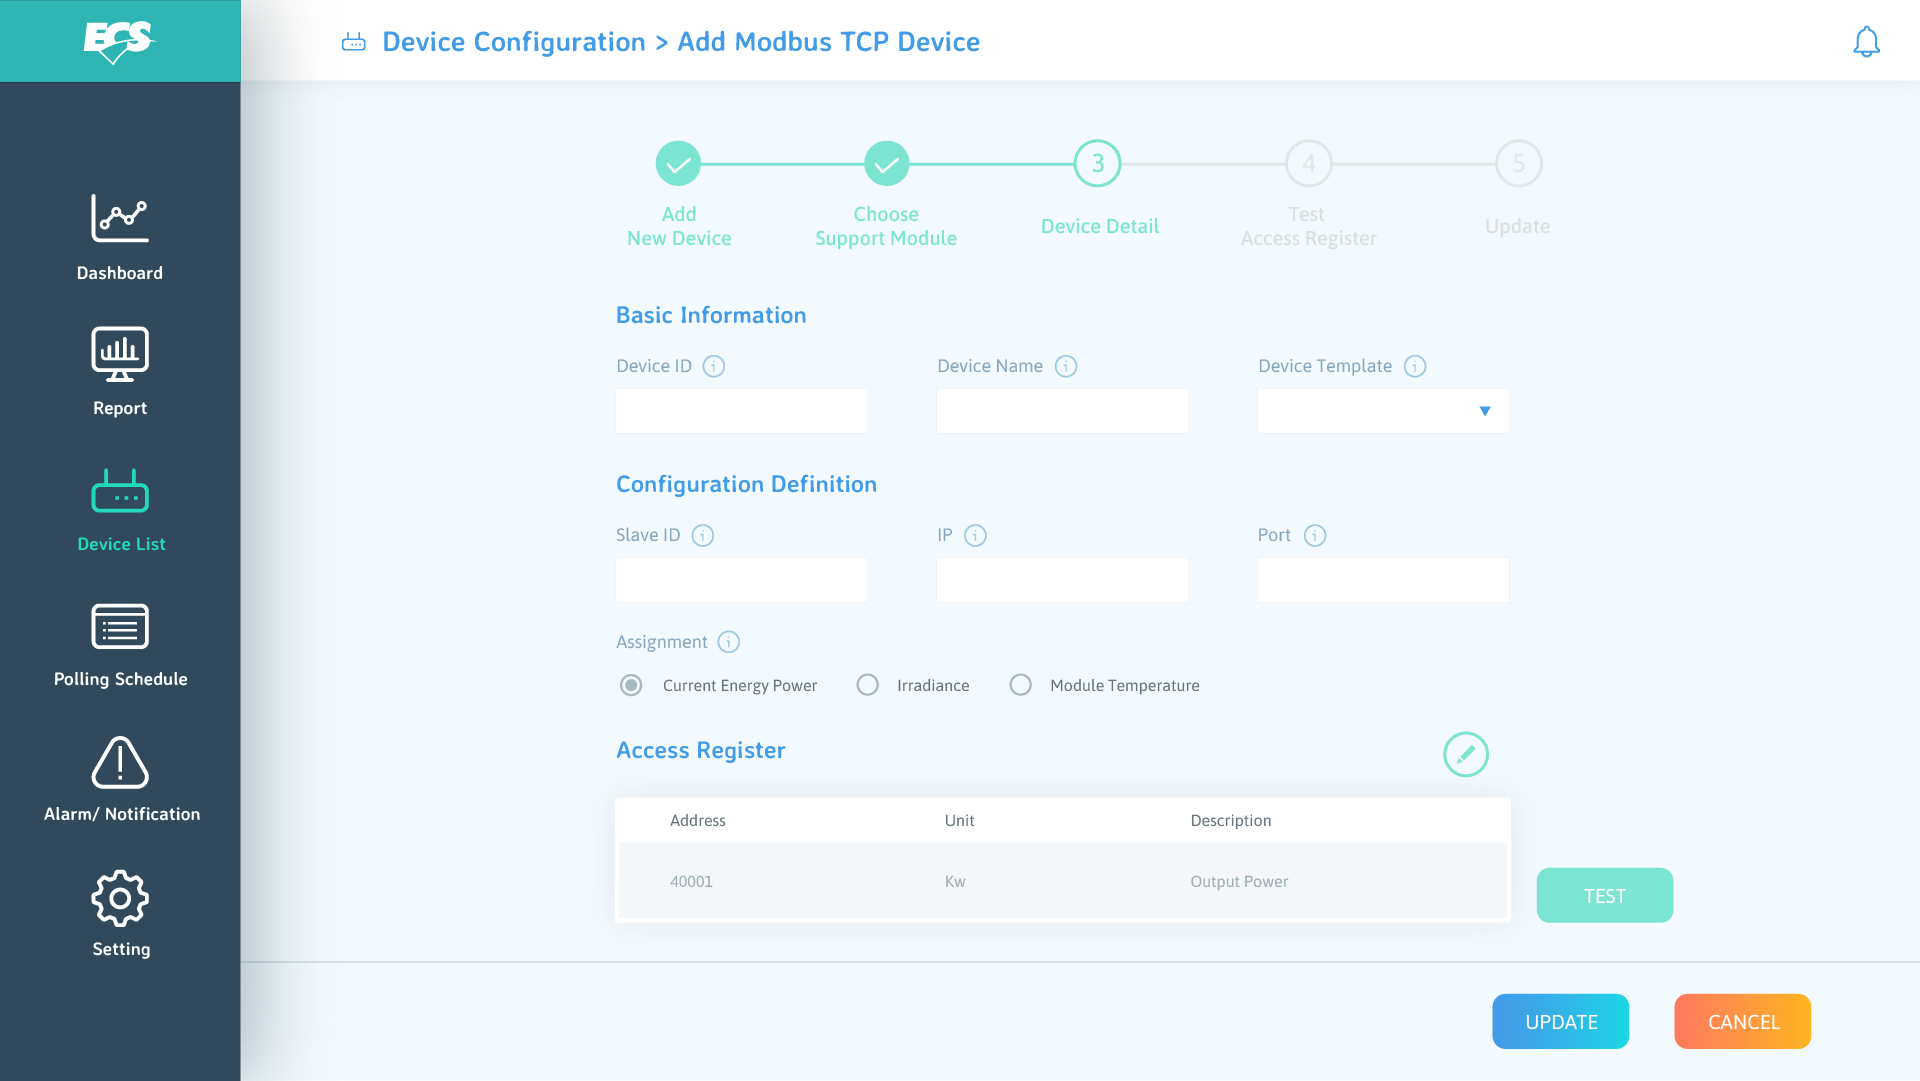 ECS
Device Configuration > Add Modbus TCP Device
Dashboard
Report
Device List
Polling Schedule
Alarm/ Notification
Setting
3
4
5
Add
New Device
Choose
Support Module
Device Detail
Test
Access Register
Update
Basic Information
Device ID
Device Name
Device Template
Configuration Definition
Slave ID
IP
Port
Assignment
Current Energy Power
Irradiance
Module Temperature
Access Register
Address Unit Description
40001 Kw Output Power
TEST
UPDATE
CANCEL